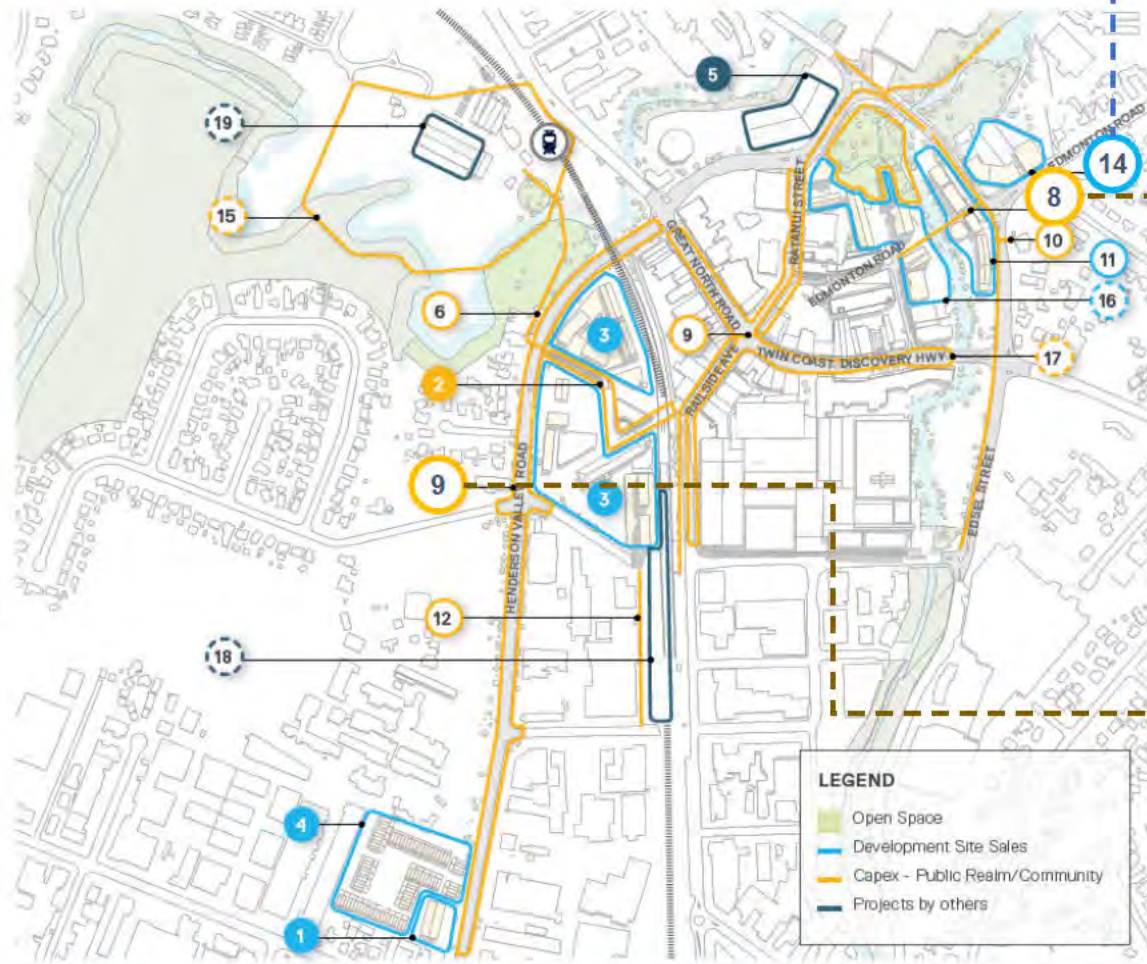 5
19
EDMONTON ROAD
14
8
15
RATANUI STREET
GREAT NORTH ROAD
10
11
EDMONTON ROAD
16
6
3
9
TWIN COAST DISCOVERY HWY
17
2
RAILSIDE AVE
9
3
HENDERSON VALLEY ROAD
EDSEL STREET
12
18
LEGEND
Open Space
Development Site Sales
Capex - Public Realm/Community
Projects by others
4
1